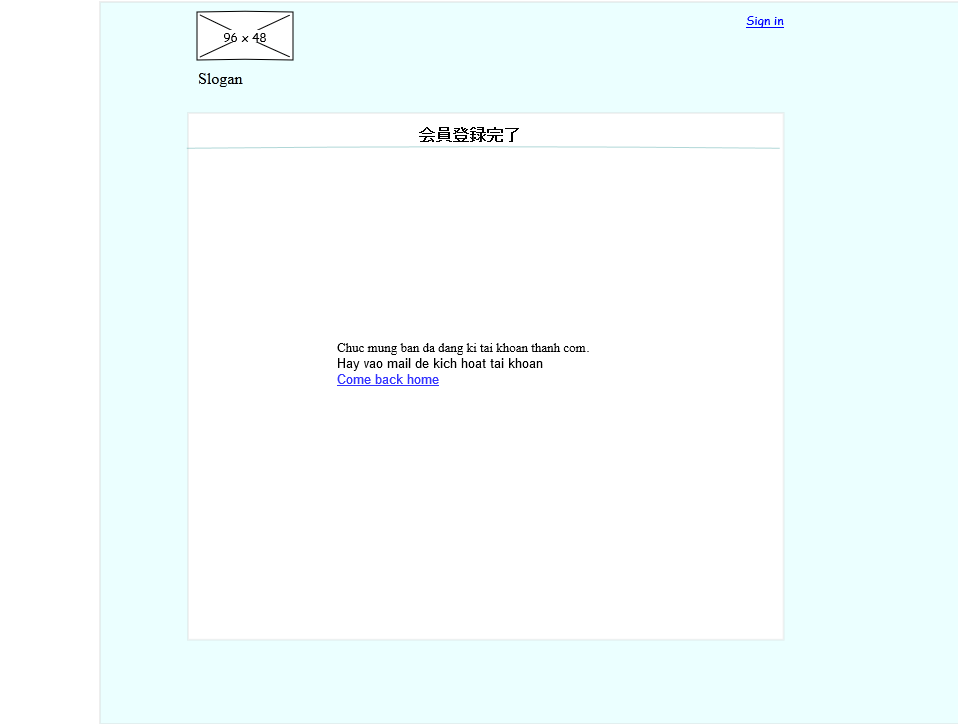 96 x 48
Sign in
Slogan
会員登録完了
Chuc mung ban da dang ki tai khoan thanh com.
Hay vao mail de kich hoat tai khoan
Come back home